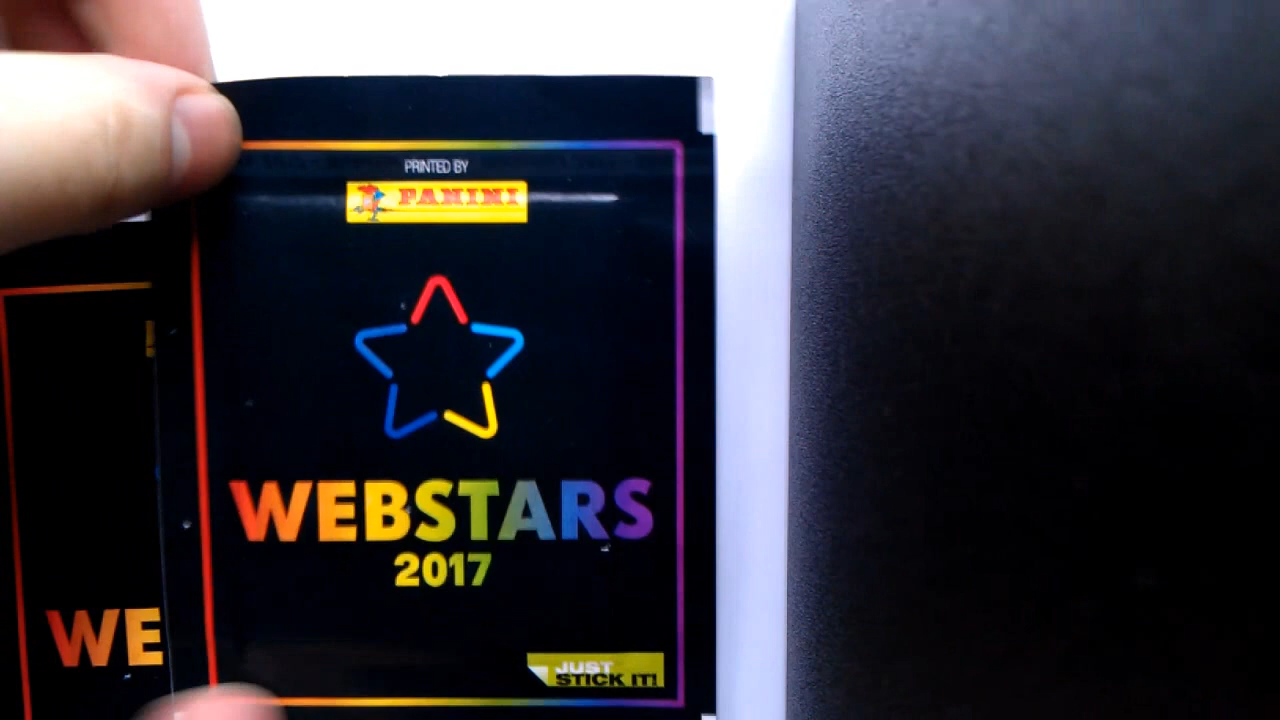 PRINTED BY
PANINI
WEBSTARS
2017
JUST
STICK IT!
WE